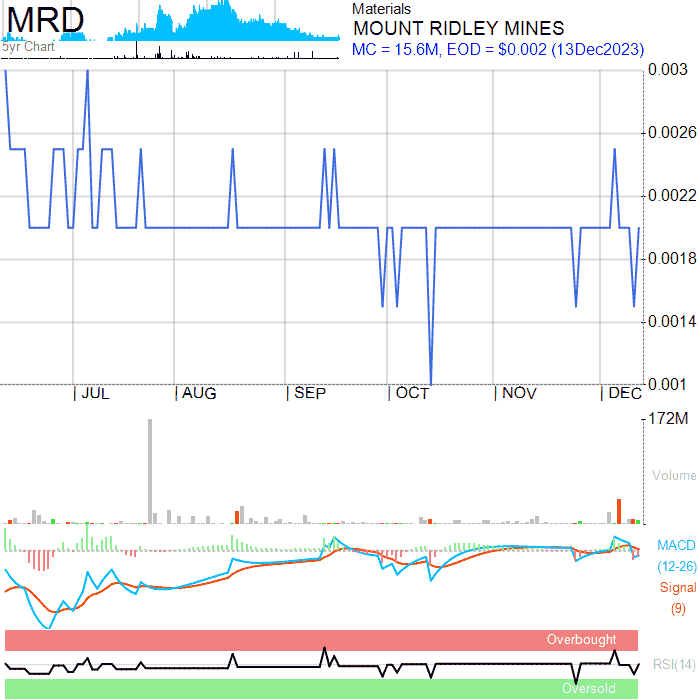 MRD
5yr Chart
Materials
MOUNT RIDLEY MINES
MC = 15.6M, EOD = $0.002 (13Dec2023)
0.003
0.0026
0.0022
0.0018
0.0014
0.001
JUL AUG SEP OCT NOV DEC
172M
Volume
MACD
(12-26)
Signal
(9)
Overbought
RSI(14)
Oversold